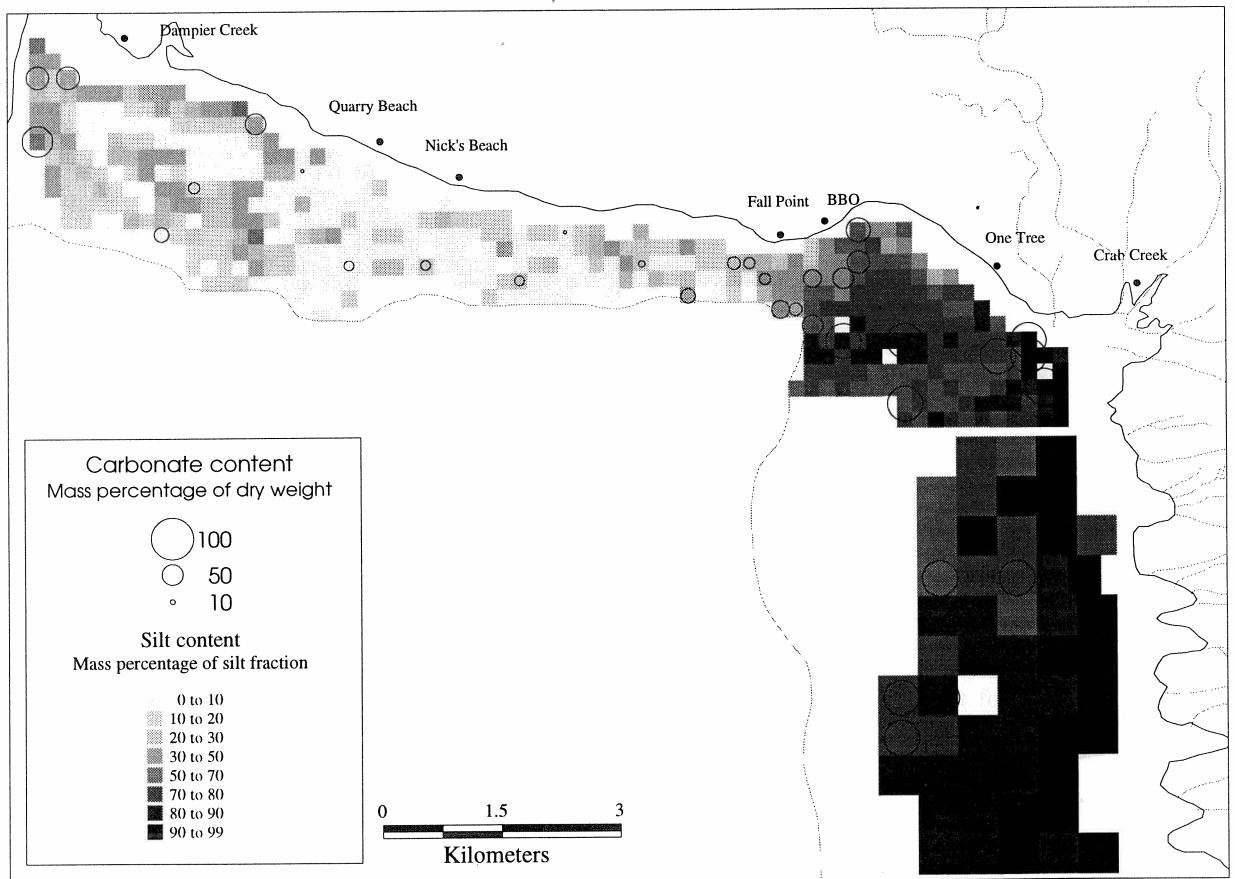 Dampier Creek
Quarry Beach
Nick's Beach
Fall Point
BBO
One Tree
Crab Creek
Carbonate content
Mass percentage of dry weight
100
50
10
Silt content
Mass percentage of silt fraction
0 to 10
10 to 20
20 to 30
30 to 50
50 to 70
70 to 80
80 to 90
90 to 99
0 1.5 3
Kilometers